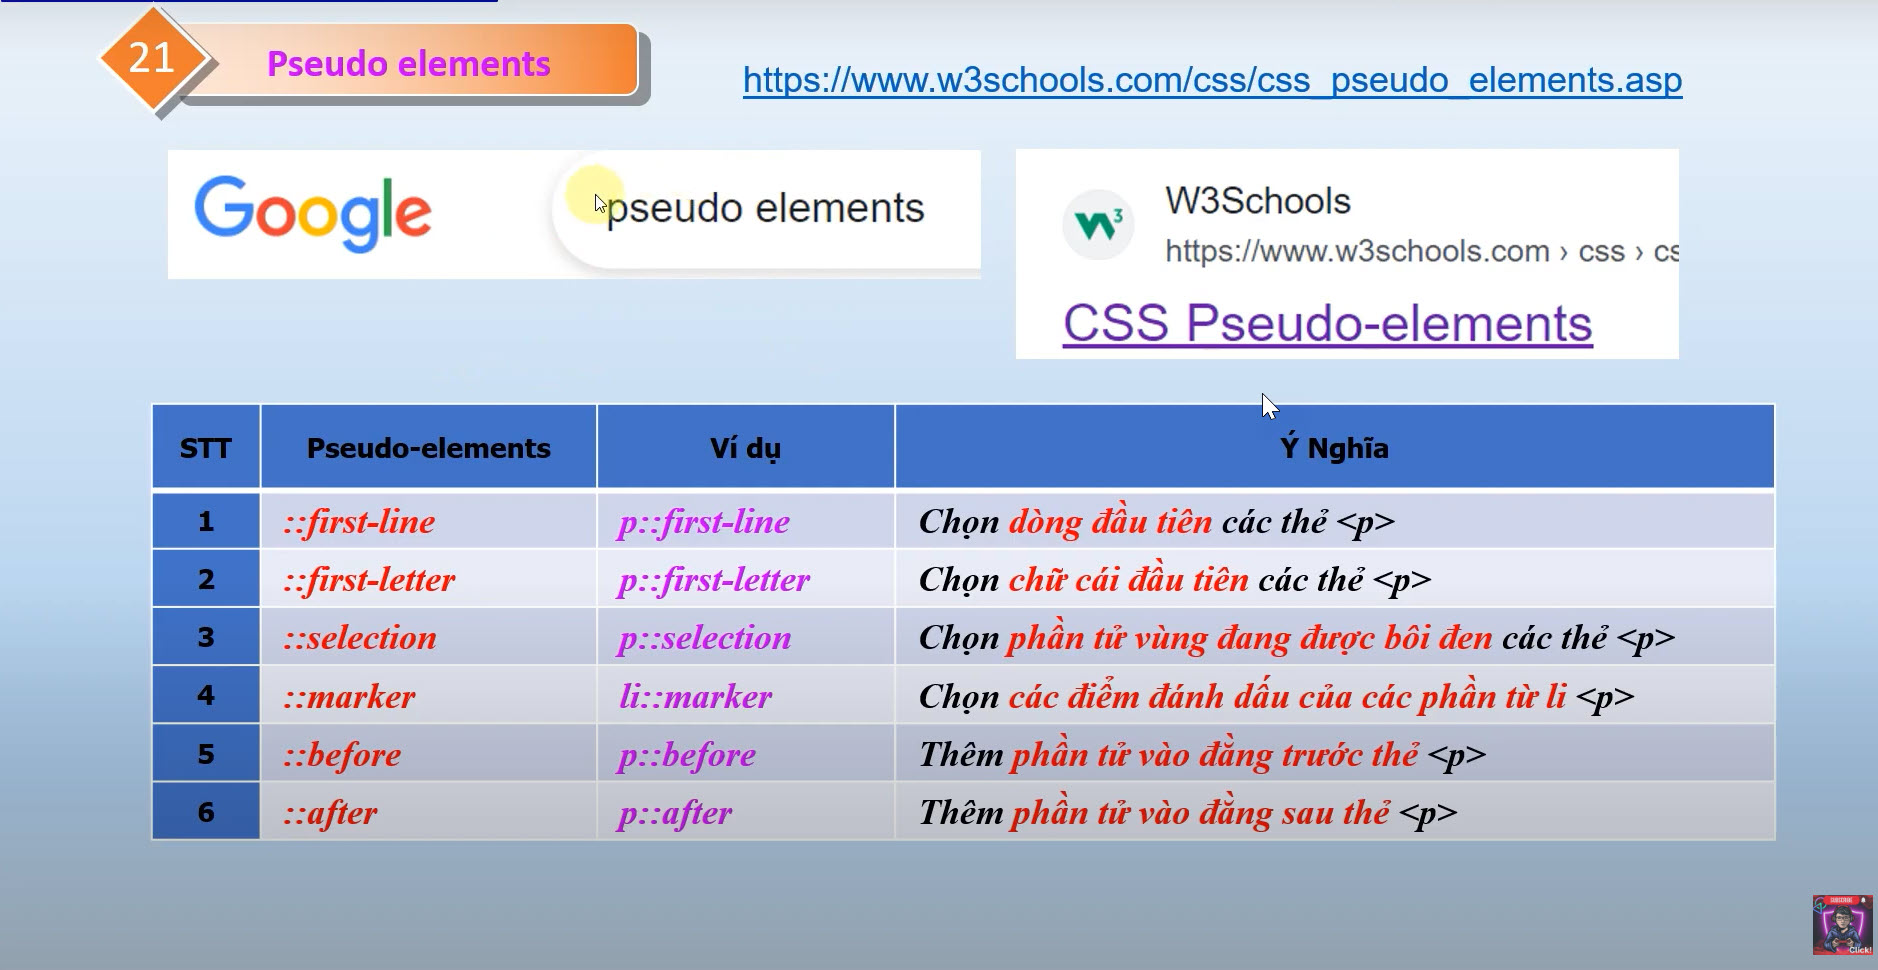 21
Pseudo elements
https://www.w3schools.com/css/css_pseudo_elements.asp
Google
pseudo elements
W3Schools
https://www.w3schools.com › css › cs
CSS Pseudo-elements
STT Pseudo-elements Ví dụ Ý Nghĩa
1 ::first-line p::first-line Chọn dòng đầu tiên các thẻ <p>
2 ::first-letter p::first-letter Chọn chữ cái đầu tiên các thẻ <p>
3 ::selection p::selection Chọn phần tử vùng đang được bôi đen các thẻ <p>
4 ::marker li::marker Chọn các điểm đánh dấu của các phần từ li <p>
5 ::before p::before Thêm phần tử vào đằng trước thẻ <p>
6 ::after p::after Thêm phần tử vào đằng sau thẻ <p>
SUBSCRIBE
Click!